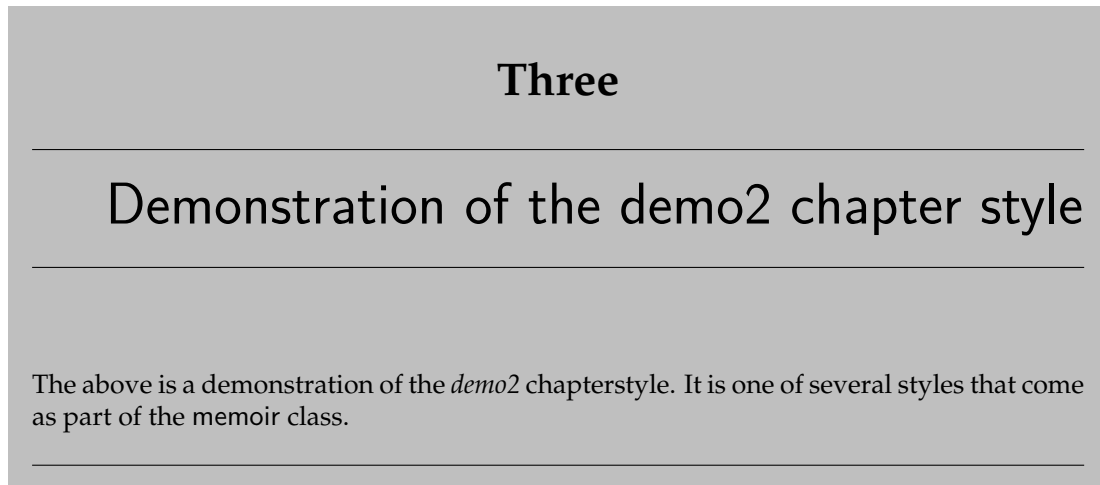 Three
Demonstration of the demo2 chapter style
The above is a demonstration of the demo2 chapterstyle. It is one of several styles that come
as part of the memoir class.